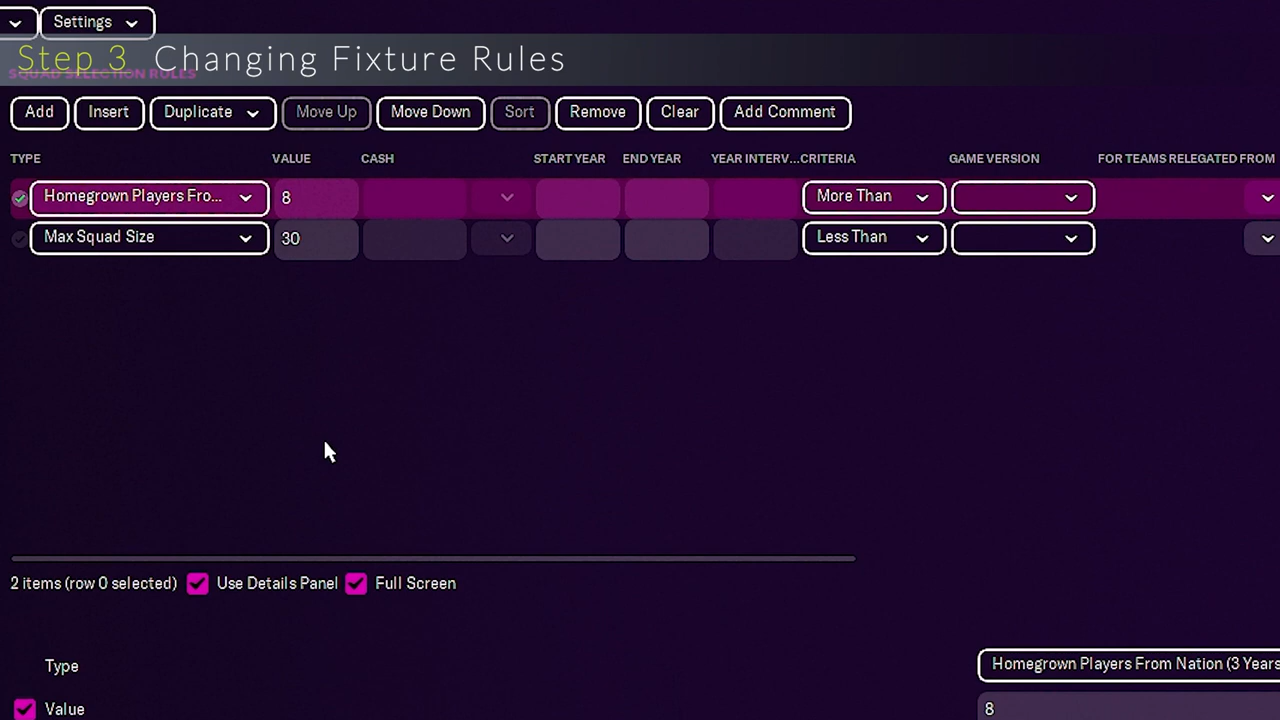 Settings
Step 3 Changing Fixture Rules
SQUAD SELECTION RULES
Add Insert Duplicate Move Up Move Down Sort Remove Clear Add Comment
TYPE VALUE CASH START YEAR END YEAR YEAR INTERV...CRITERIA GAME VERSION FOR TEAMS RELEGATED FROM
Homegrown Players Fro... 8 More Than
Max Squad Size 30 Less Than
2 items (row 0 selected) Use Details Panel Full Screen
Type Homegrown Players From Nation (3 Years
Value 8